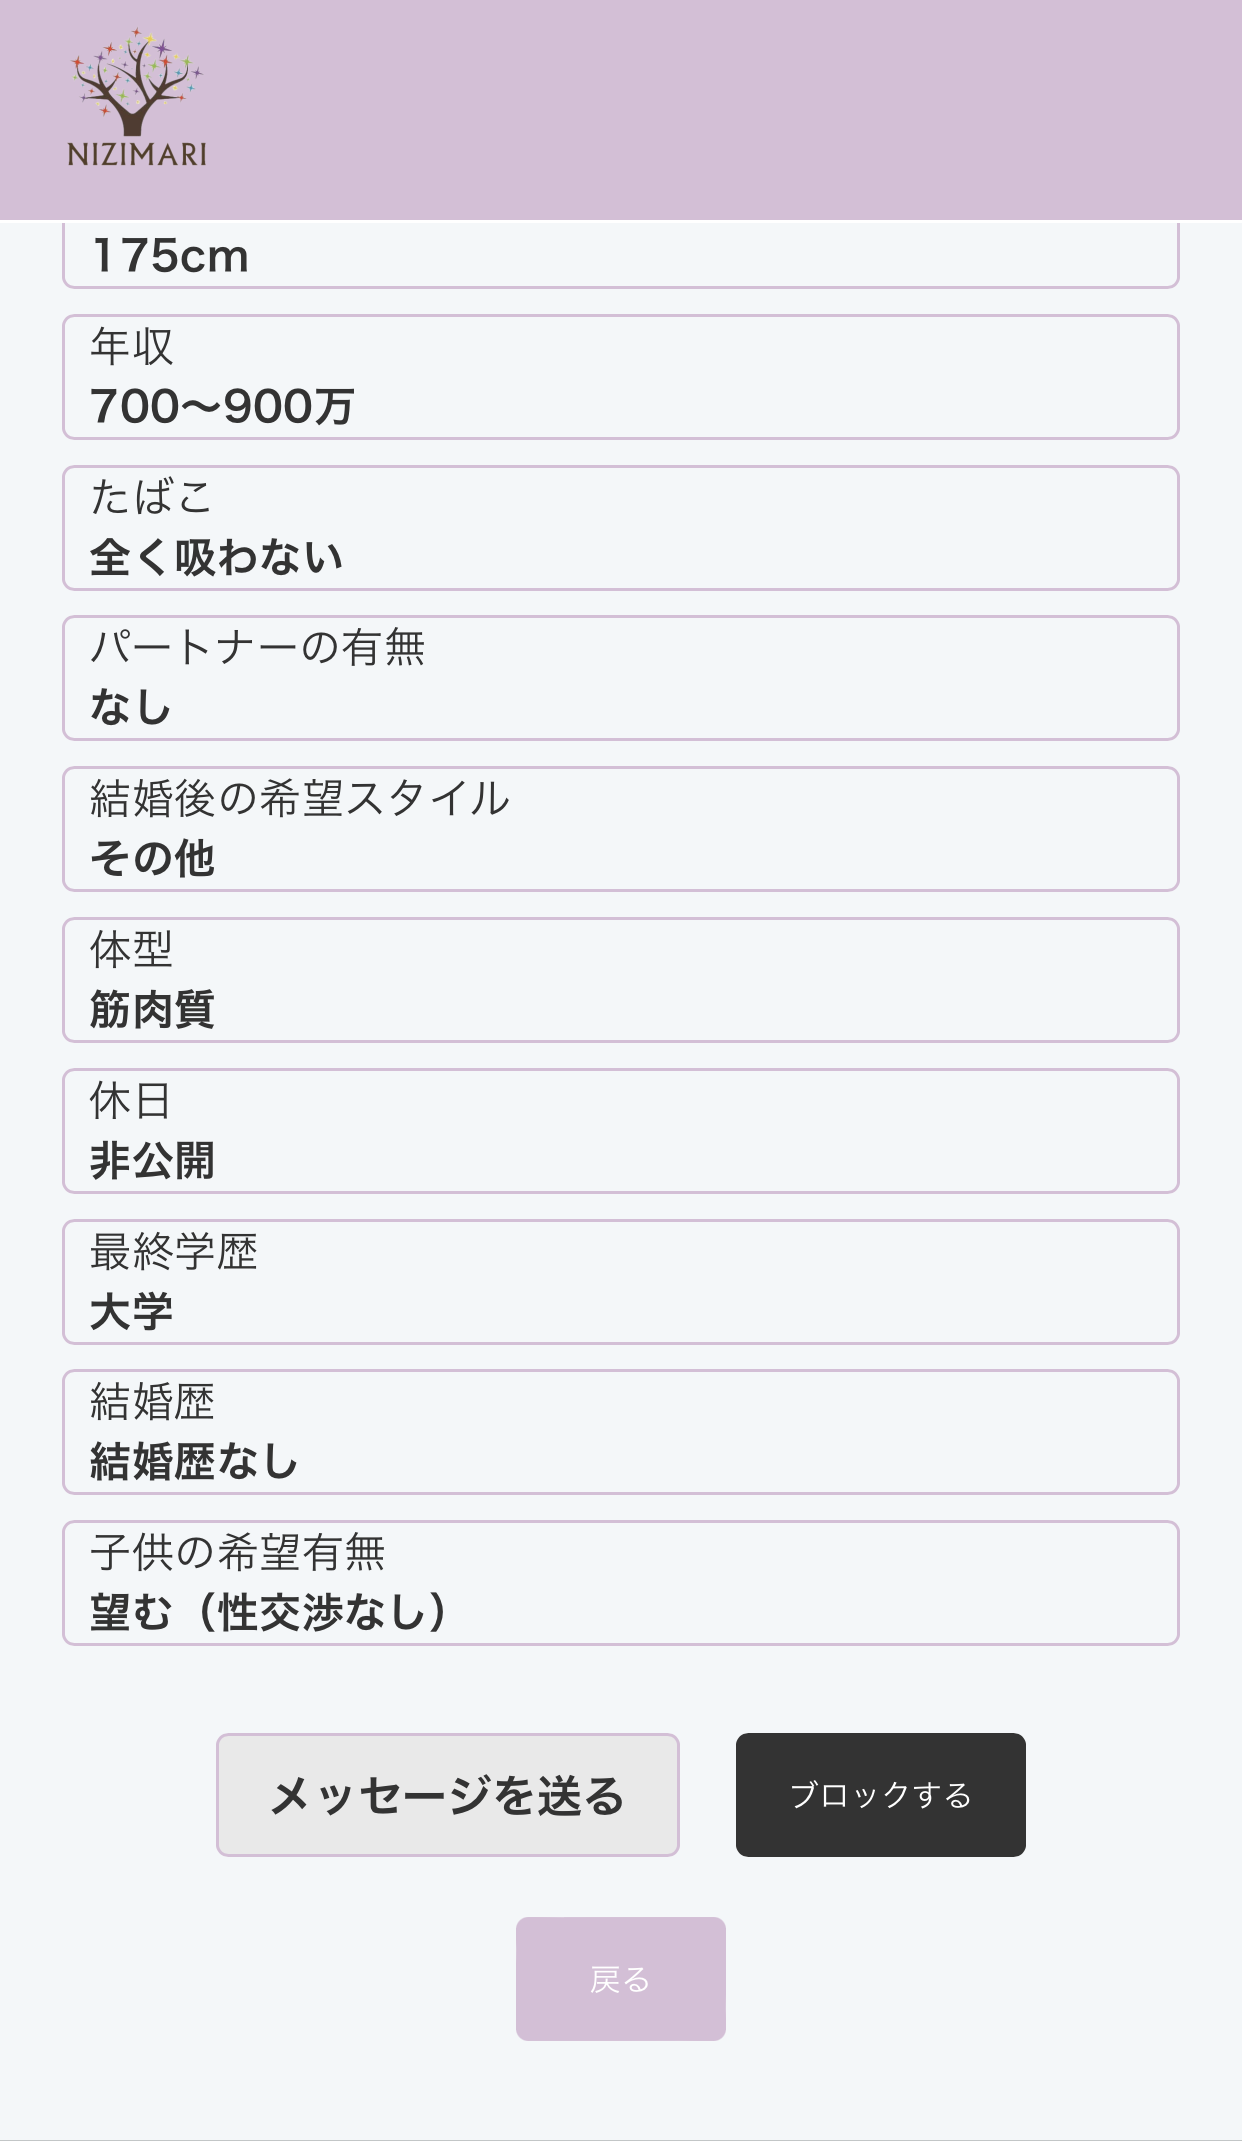 NIZIMARI
175cm
年収
700〜900万
たばこ
全く吸わない
パートナーの有無
なし
結婚後の希望スタイル
その他
体型
筋肉質
休日
非公開
最終学歴
大学
結婚歴
結婚歴なし
子供の希望有無
望む（性交渉なし）
メッセージを送る
ブロックする
戻る